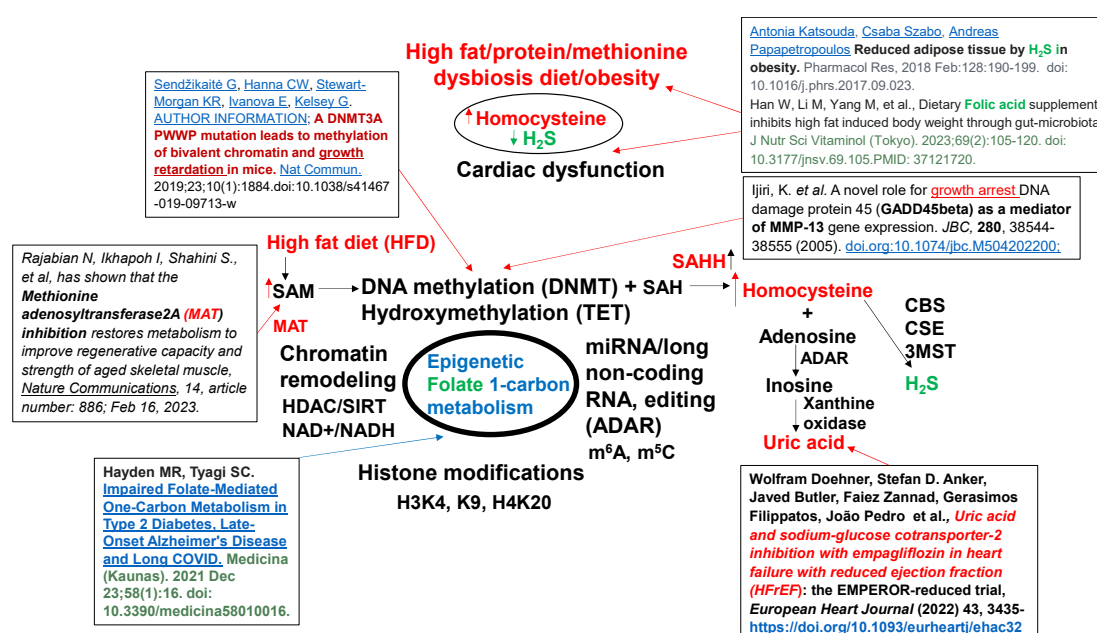 High fat/protein/methionine
dysbiosis diet/obesity
↑ Homocysteine
↓ H₂S
Cardiac dysfunction
Antonia Katsouda, Csaba Szabo, Andreas
Papapetropoulos Reduced adipose tissue by H₂S in
obesity. Pharmacol Res, 2018 Feb:128:190-199. doi:
10.1016/j.phrs.2017.09.023.
Han W, Li M, Yang M, et al., Dietary Folic acid supplement
inhibits high fat induced body weight through gut-microbiota
J Nutr Sci Vitaminol (Tokyo). 2023;69(2):105-120. doi:
10.3177/jnsv.69.105.PMID: 37121720.
Sendžikaitė G, Hanna CW, Stewart-
Morgan KR, Ivanova E, Kelsey G.
AUTHOR INFORMATION; A DNMT3A
PWWP mutation leads to methylation
of bivalent chromatin and growth
retardation in mice. Nat Commun.
2019;23;10(1):1884.doi:10.1038/s41467
-019-09713-w
Ijiri, K. et al. A novel role for growth arrest DNA
damage protein 45 (GADD45beta) as a mediator
of MMP-13 gene expression. JBC, 280, 38544-
38555 (2005). doi.org:10.1074/jbc.M504202200;
Rajabian N, Ikhapoh I, Shahini S.,
et al, has shown that the
Methionine
adenosyltransferase2A (MAT)
inhibition restores metabolism to
improve regenerative capacity and
strength of aged skeletal muscle,
Nature Communications, 14, article
number: 886; Feb 16, 2023.
High fat diet (HFD)
↑ SAM
MAT
DNA methylation (DNMT) + SAH
Hydroxymethylation (TET)
SAHH ↑
↑ Homocysteine
+
Adenosine
ADAR
Inosine
Xanthine
oxidase
Uric acid
CBS
CSE
3MST
H₂S
Chromatin
remodeling
HDAC/SIRT
NAD+/NADH
Epigenetic
Folate 1-carbon
metabolism
miRNA/long
non-coding
RNA, editing
(ADAR)
m⁶A, m⁵C
Histone modifications
H3K4, K9, H4K20
Hayden MR, Tyagi SC.
Impaired Folate-Mediated
One-Carbon Metabolism in
Type 2 Diabetes, Late-
Onset Alzheimer's Disease
and Long COVID. Medicina
(Kaunas). 2021 Dec
23;58(1):16. doi:
10.3390/medicina58010016.
Wolfram Doehner, Stefan D. Anker,
Javed Butler, Faiez Zannad, Gerasimos
Filippatos, João Pedro et al., Uric acid
and sodium-glucose cotransporter-2
inhibition with empagliflozin in heart
failure with reduced ejection fraction
(HFrEF): the EMPEROR-reduced trial,
European Heart Journal (2022) 43, 3435-
https://doi.org/10.1093/eurheartj/ehac32